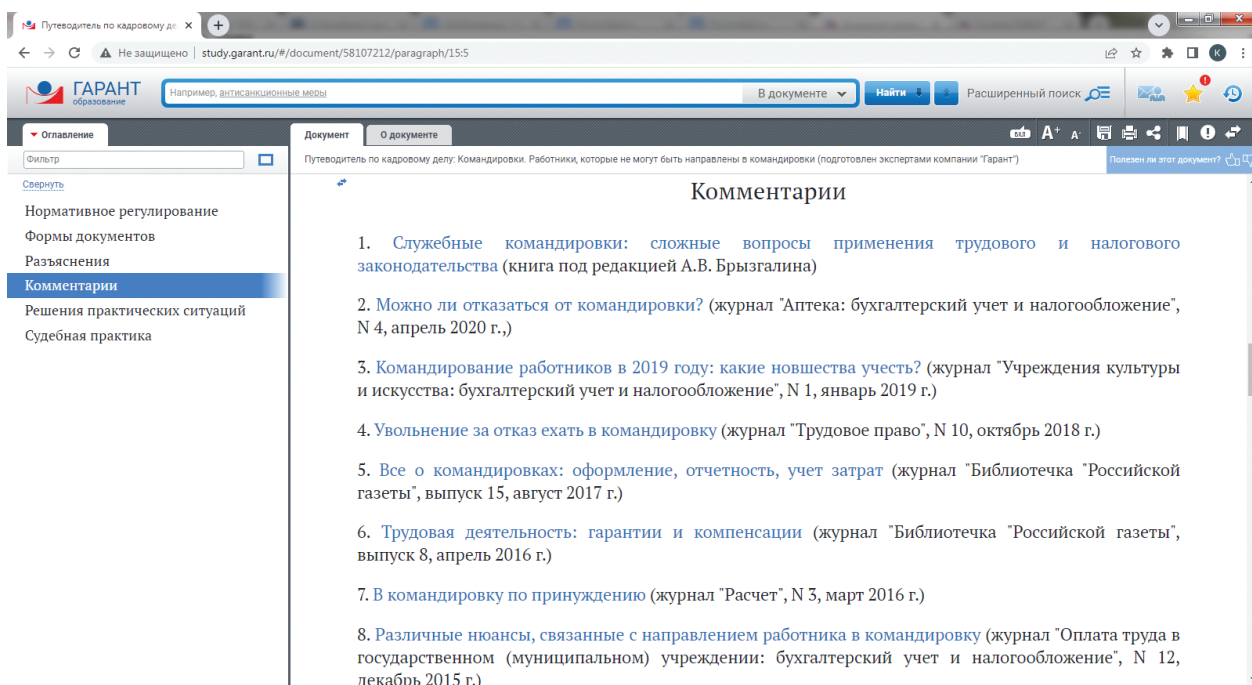 Путеводитель по кадровому де
Не защищено | study.garant.ru/#/document/58107212/paragraph/15:5
К
ГАРАНТ
образование
Например, антисанкционные меры
В документе
Найти
Расширенный поиск
Оглавление
Документ
О документе
A+ A-
Фильтр
Путеводитель по кадровому делу: Командировки. Работники, которые не могут быть направлены в командировки (подготовлен экспертами компании "Гарант")
Полезен ли этот документ?
Свернуть
Нормативное регулирование
Формы документов
Разъяснения
Комментарии
Решения практических ситуаций
Судебная практика
Комментарии
1. Служебные командировки: сложные вопросы применения трудового и налогового
законодательства (книга под редакцией А.В. Брызгалина)
2. Можно ли отказаться от командировки? (журнал "Аптека: бухгалтерский учет и налогообложение",
N 4, апрель 2020 г.,)
3. Командирование работников в 2019 году: какие новшества учесть? (журнал "Учреждения культуры
и искусства: бухгалтерский учет и налогообложение", N 1, январь 2019 г.)
4. Увольнение за отказ ехать в командировку (журнал "Трудовое право", N 10, октябрь 2018 г.)
5. Все о командировках: оформление, отчетность, учет затрат (журнал "Библиотечка "Российской
газеты", выпуск 15, август 2017 г.)
6. Трудовая деятельность: гарантии и компенсации (журнал "Библиотечка "Российской газеты",
выпуск 8, апрель 2016 г.)
7. В командировку по принуждению (журнал "Расчет", N 3, март 2016 г.)
8. Различные нюансы, связанные с направлением работника в командировку (журнал "Оплата труда в
государственном (муниципальном) учреждении: бухгалтерский учет и налогообложение", N 12,
декабрь 2015 г.)